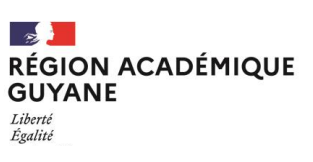 RÉGION ACADÉMIQUE
GUYANE
Liberté
Égalité